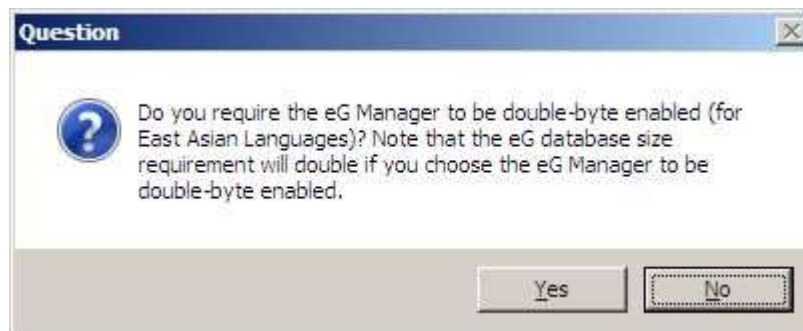 Question
Do you require the eG Manager to be double-byte enabled (for
East Asian Languages)? Note that the eG database size
requirement will double if you choose the eG Manager to be
double-byte enabled.
Yes
No